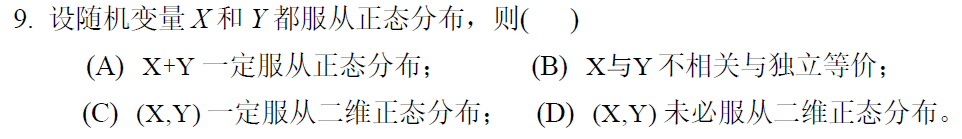 9. 设随机变量 X 和 Y 都服从正态分布，则(    )
(A) X+Y 一定服从正态分布； (B) X与Y 不相关与独立等价；
(C) (X,Y) 一定服从二维正态分布； (D) (X,Y) 未必服从二维正态分布。